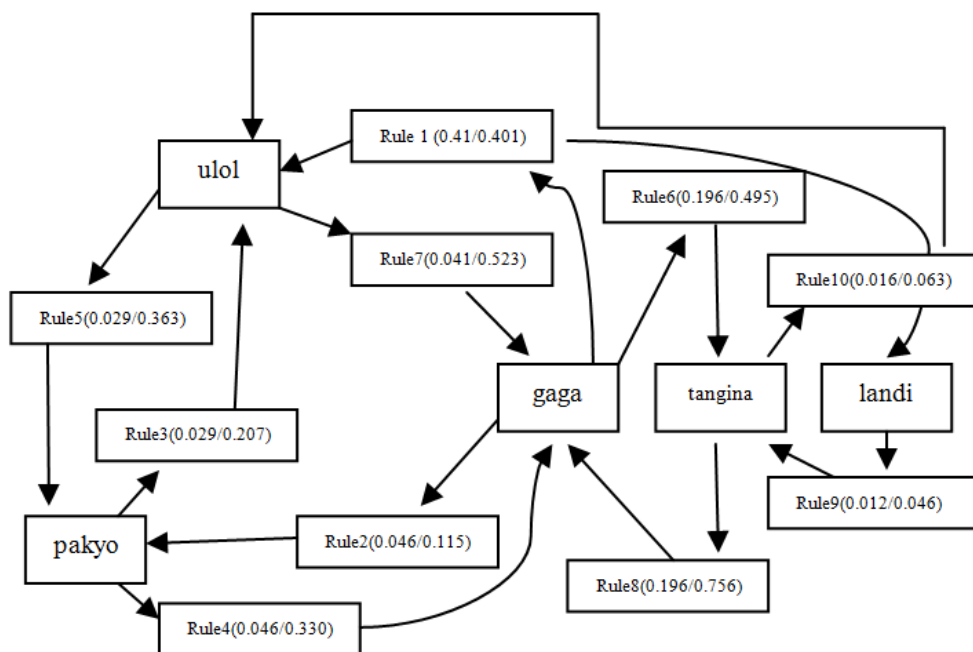 Rule 1 (0.41/0.401)
ulol
Rule6(0.196/0.495)
Rule7(0.041/0.523)
Rule10(0.016/0.063)
Rule5(0.029/0.363)
gaga
tangina
landi
Rule3(0.029/0.207)
Rule9(0.012/0.046)
pakyo
Rule2(0.046/0.115)
Rule8(0.196/0.756)
Rule4(0.046/0.330)